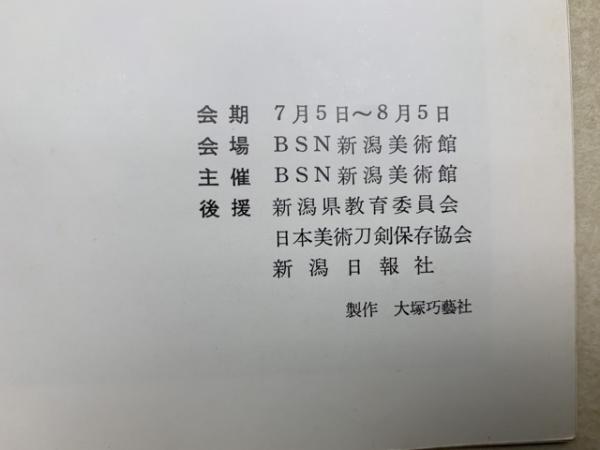 会期 7月5日～8月5日
会場 BSN新潟美術館
主催 BSN新潟美術館
後援 新潟県教育委員会
日本美術刀剣保存協会
新潟日報社
製作 大塚巧藝社